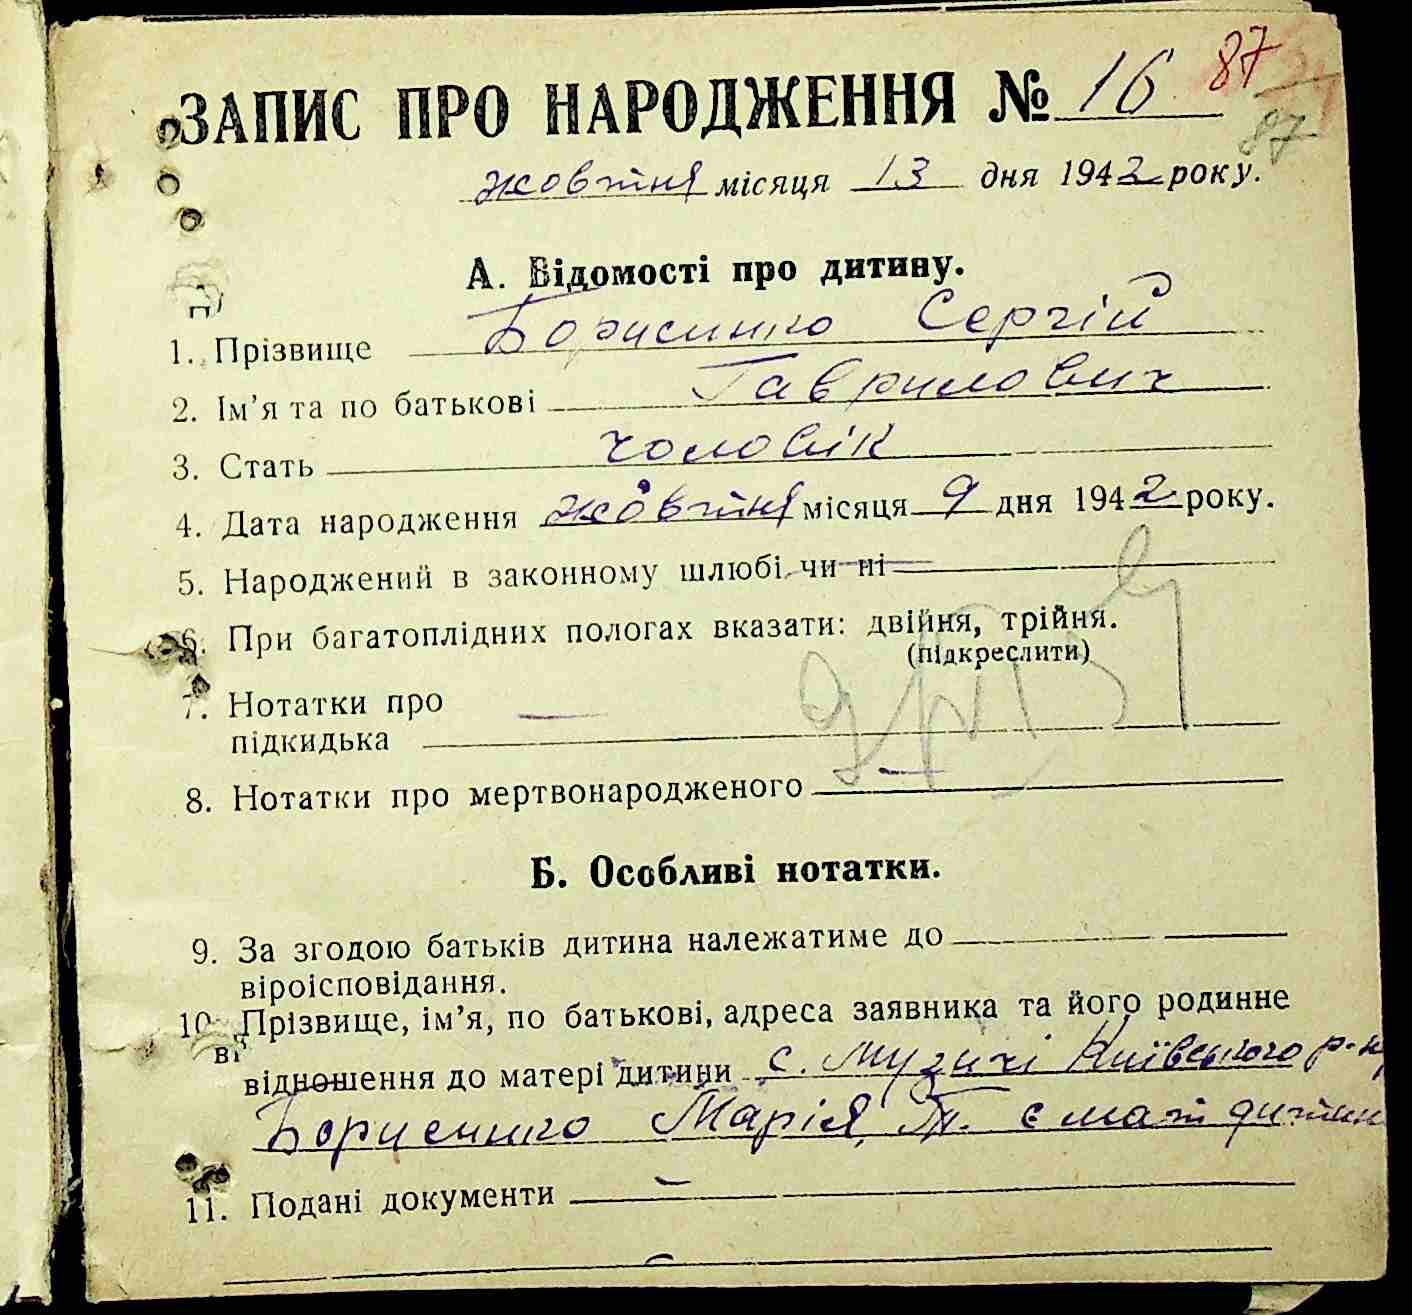 87
ЗАПИС ПРО НАРОДЖЕННЯ № 16
87
жовтня місяця 13 дня 1942 року.
А. Відомості про дитину.
1. Прізвище Борисенко Сергій
2. Ім’я та по батькові Гаврилович
3. Стать чоловік
4. Дата народження жовтня місяця 9 дня 1942 року.
5. Народжений в законному шлюбі, чи ні —
6. При багатоплідних пологах вказати: двійня, трійня.
(підкреслити)
7. Нотатки про —
підкидька
8. Нотатки про мертвонародженого —
Б. Особливі нотатки.
9. За згодою батьків дитина належатиме до
віроісповідання.
10. Прізвище, ім’я, по батькові, адреса заявника та його родинне
відношення до матері дитини с. Музичі Київського р-н
Борисенко Марія Т. є мат дитин
11. Подані документи —